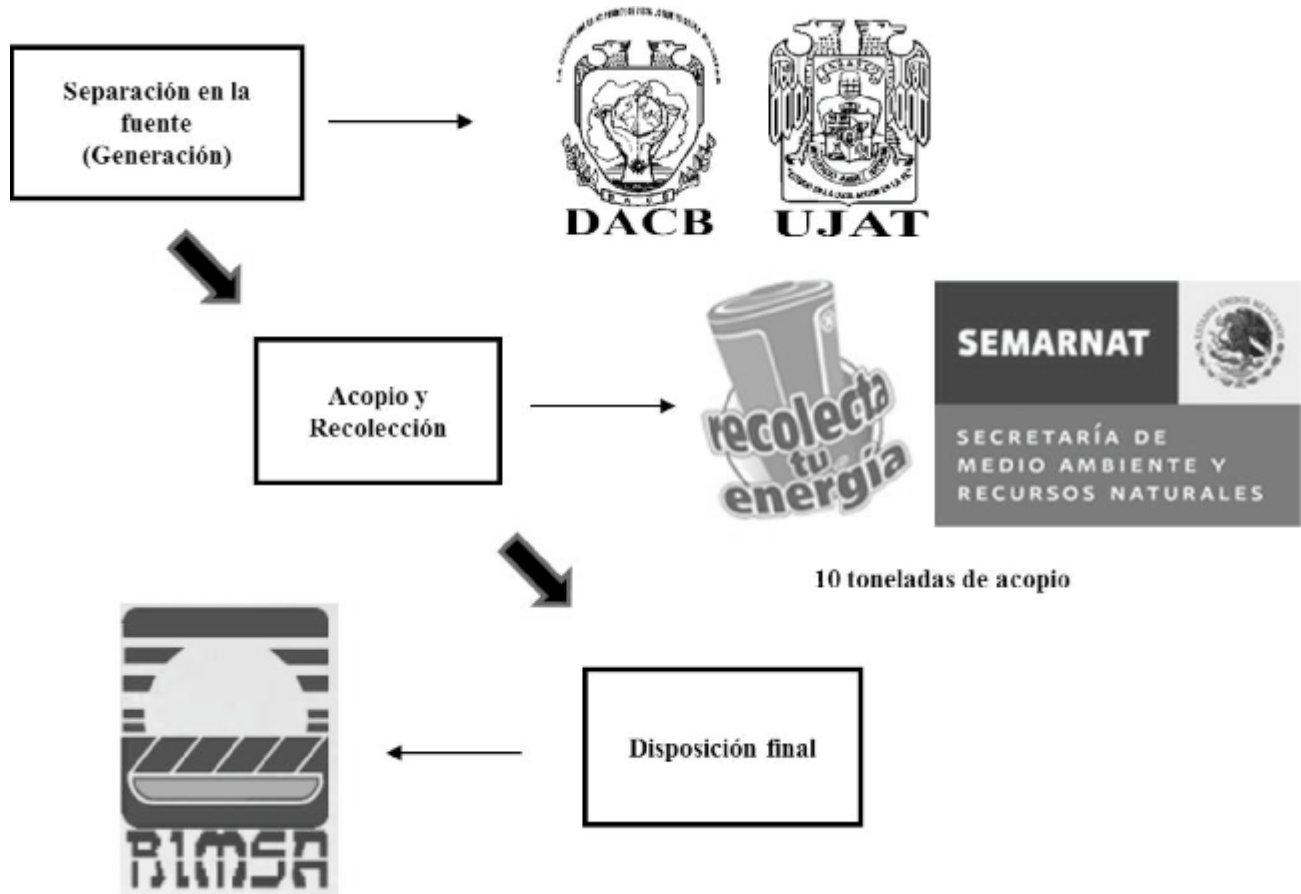 Separación en la
fuente
(Generación)
DACB
UJAT
Acopio y
Recolección
recolecta
tu
energía
SEMARNAT
SECRETARÍA DE
MEDIO AMBIENTE Y
RECURSOS NATURALES
10 toneladas de acopio
Disposición final
RIMSA